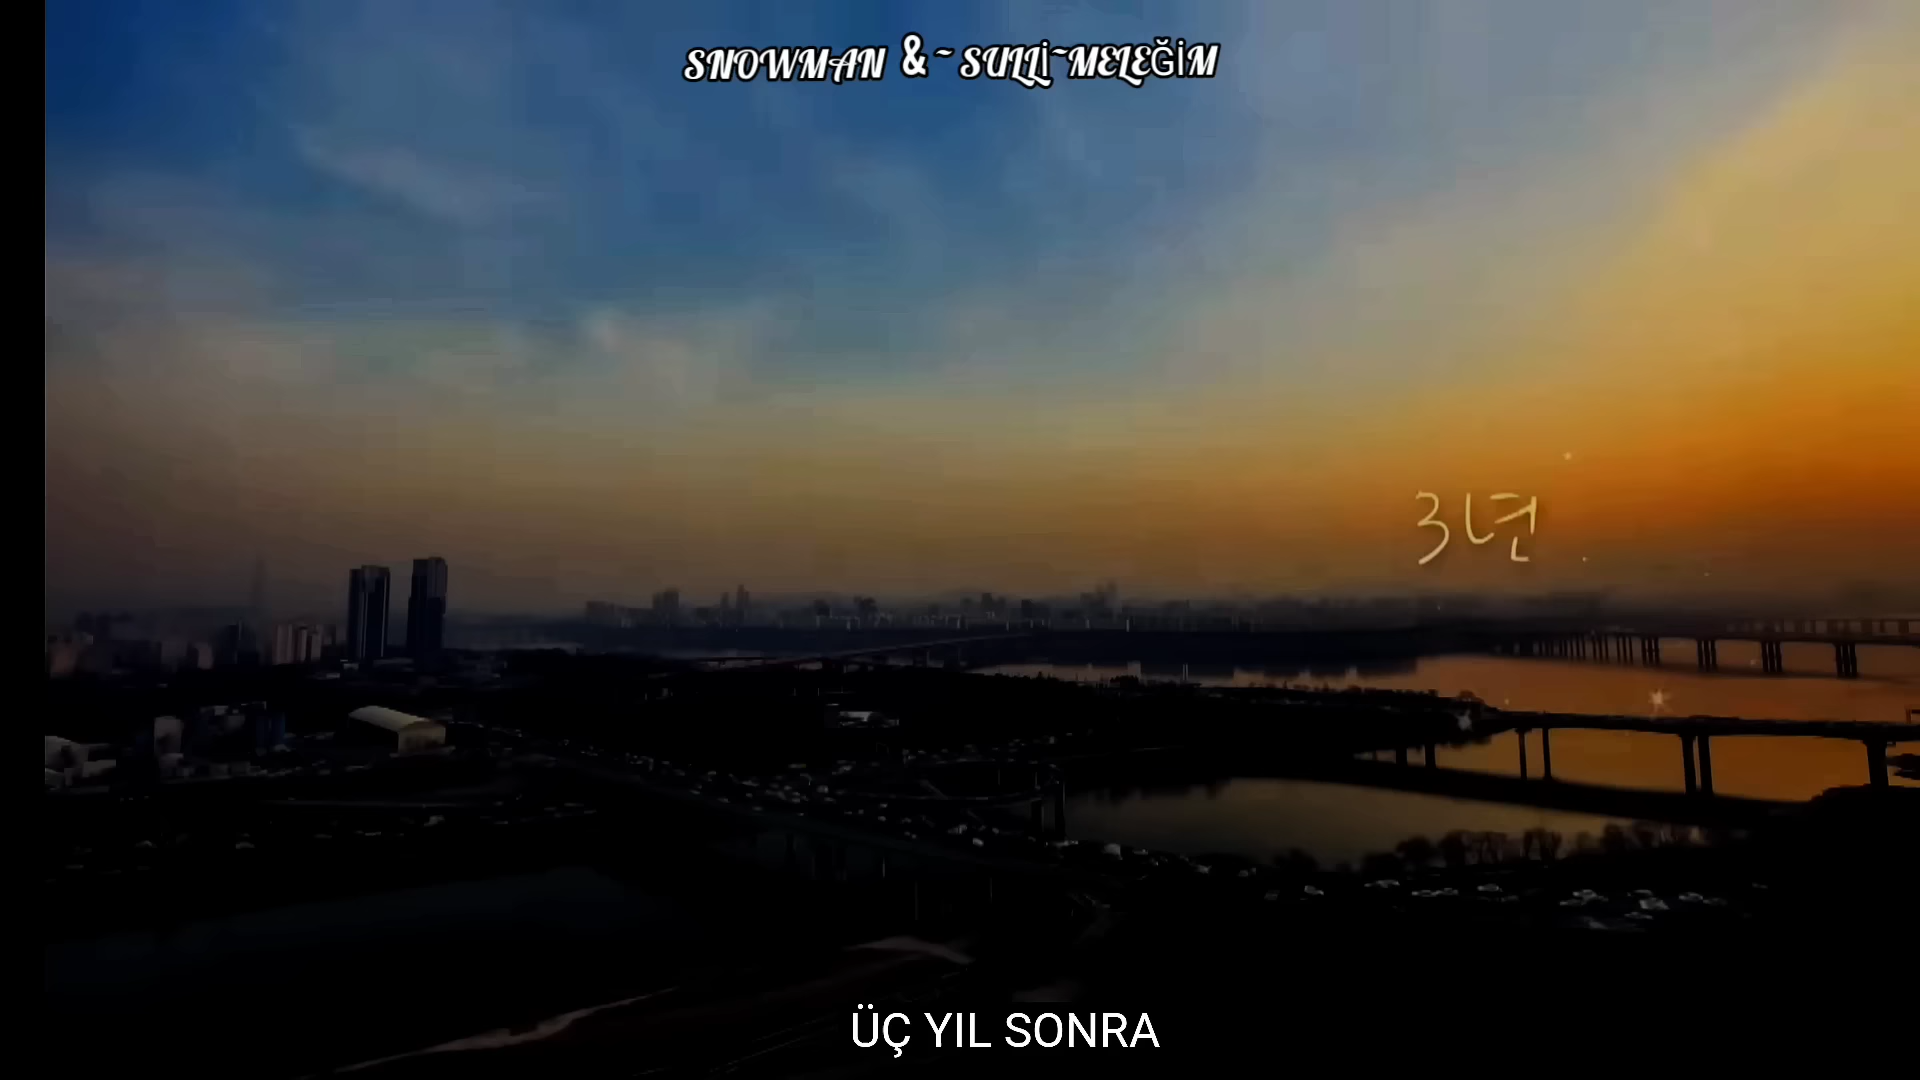 SNOWMAN & ~ SULLİ~MELEĞİM
3년
ÜÇ YIL SONRA